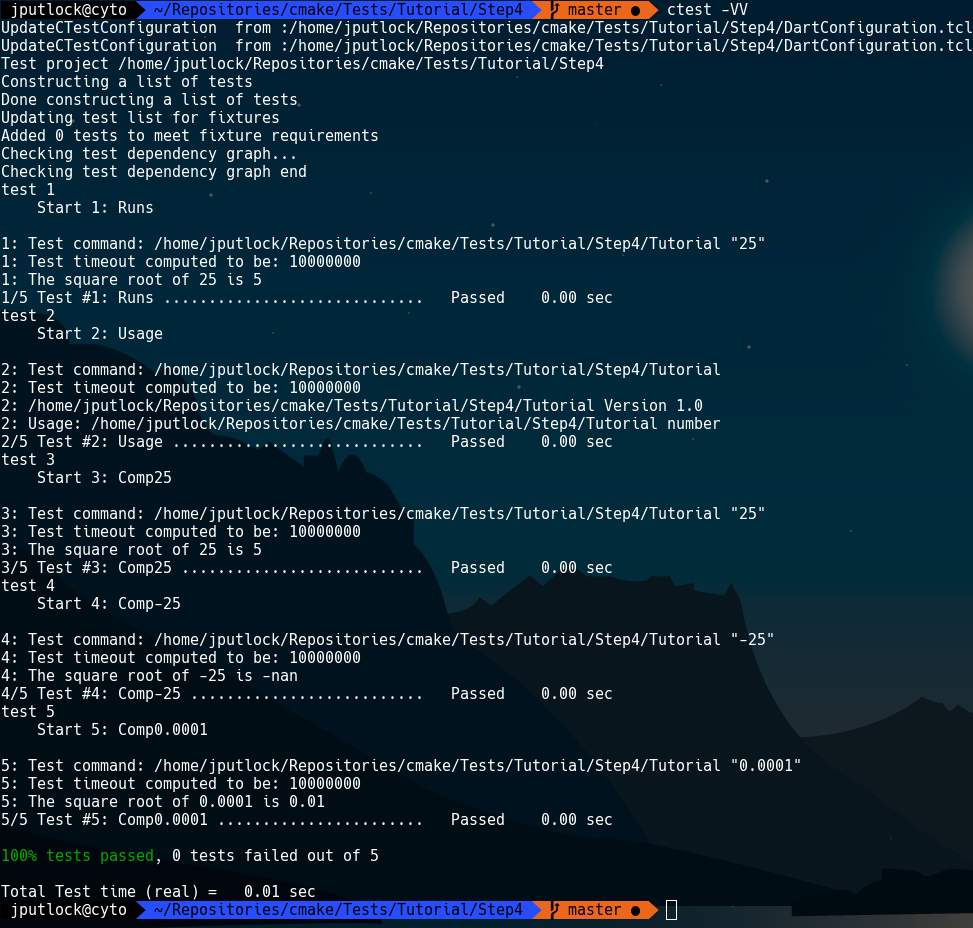 jputlock@cyto ~/Repositories/cmake/Tests/Tutorial/Step4 master ● ctest -VV
UpdateCTestConfiguration  from :/home/jputlock/Repositories/cmake/Tests/Tutorial/Step4/DartConfiguration.tcl
UpdateCTestConfiguration  from :/home/jputlock/Repositories/cmake/Tests/Tutorial/Step4/DartConfiguration.tcl
Test project /home/jputlock/Repositories/cmake/Tests/Tutorial/Step4
Constructing a list of tests
Done constructing a list of tests
Updating test list for fixtures
Added 0 tests to meet fixture requirements
Checking test dependency graph...
Checking test dependency graph end
test 1
    Start 1: Runs

1: Test command: /home/jputlock/Repositories/cmake/Tests/Tutorial/Step4/Tutorial "25"
1: Test timeout computed to be: 10000000
1: The square root of 25 is 5
1/5 Test #1: Runs .............................   Passed    0.00 sec
test 2
    Start 2: Usage

2: Test command: /home/jputlock/Repositories/cmake/Tests/Tutorial/Step4/Tutorial
2: Test timeout computed to be: 10000000
2: /home/jputlock/Repositories/cmake/Tests/Tutorial/Step4/Tutorial Version 1.0
2: Usage: /home/jputlock/Repositories/cmake/Tests/Tutorial/Step4/Tutorial number
2/5 Test #2: Usage ............................   Passed    0.00 sec
test 3
    Start 3: Comp25

3: Test command: /home/jputlock/Repositories/cmake/Tests/Tutorial/Step4/Tutorial "25"
3: Test timeout computed to be: 10000000
3: The square root of 25 is 5
3/5 Test #3: Comp25 ...........................   Passed    0.00 sec
test 4
    Start 4: Comp-25

4: Test command: /home/jputlock/Repositories/cmake/Tests/Tutorial/Step4/Tutorial "-25"
4: Test timeout computed to be: 10000000
4: The square root of -25 is -nan
4/5 Test #4: Comp-25 ..........................   Passed    0.00 sec
test 5
    Start 5: Comp0.0001

5: Test command: /home/jputlock/Repositories/cmake/Tests/Tutorial/Step4/Tutorial "0.0001"
5: Test timeout computed to be: 10000000
5: The square root of 0.0001 is 0.01
5/5 Test #5: Comp0.0001 .......................   Passed    0.00 sec

100% tests passed, 0 tests failed out of 5

Total Test time (real) =   0.01 sec
jputlock@cyto ~/Repositories/cmake/Tests/Tutorial/Step4 master ●